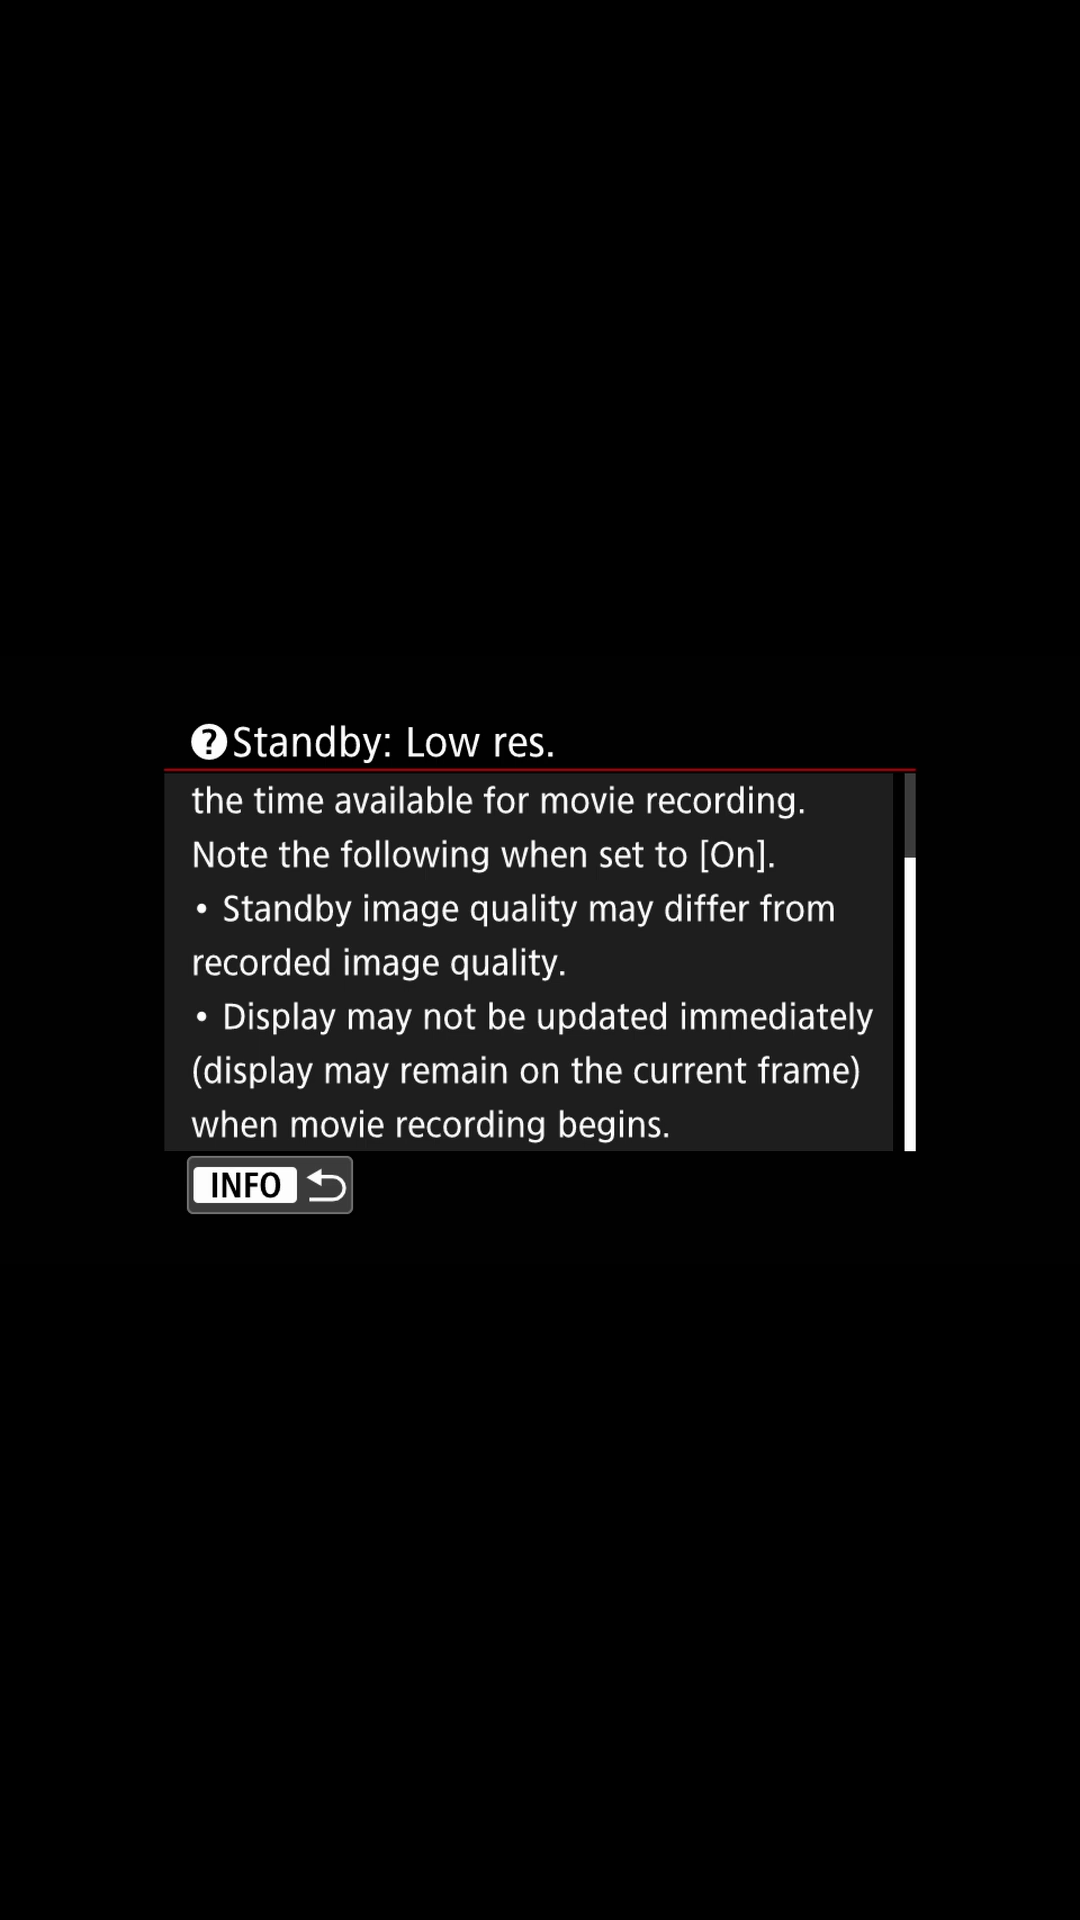 ?Standby: Low res.
the time available for movie recording.
Note the following when set to [On].
• Standby image quality may differ from
recorded image quality.
• Display may not be updated immediately
(display may remain on the current frame)
when movie recording begins.
INFO